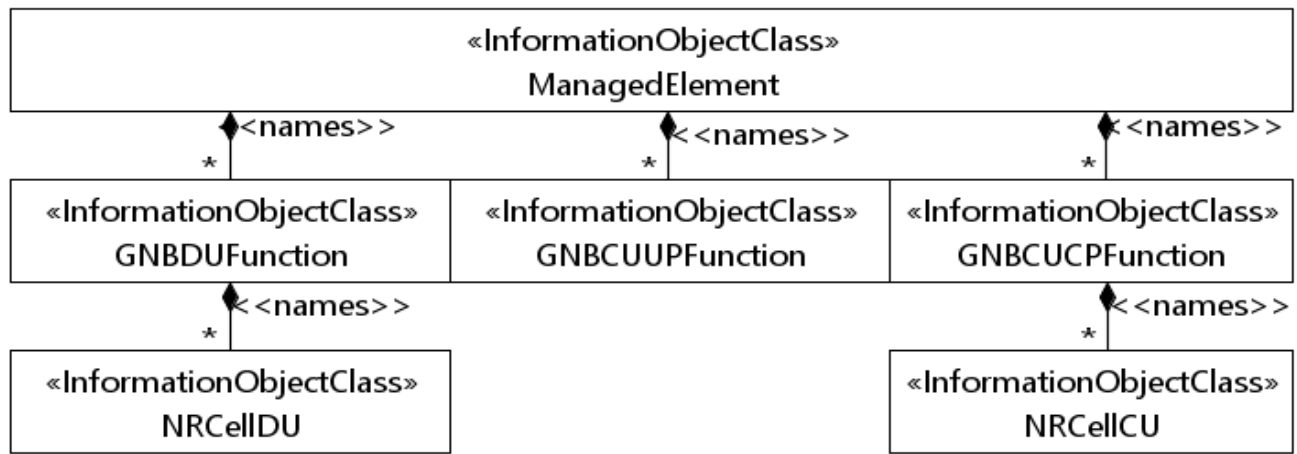 «InformationObjectClass»
ManagedElement
<<names>> <<names>> <<names>>
* * *
«InformationObjectClass» «InformationObjectClass» «InformationObjectClass»
GNBDUFunction GNBCUUPFunction GNBCUCPFunction
<<names>> <<names>>
* *
«InformationObjectClass» «InformationObjectClass»
NRCellDU NRCellCU